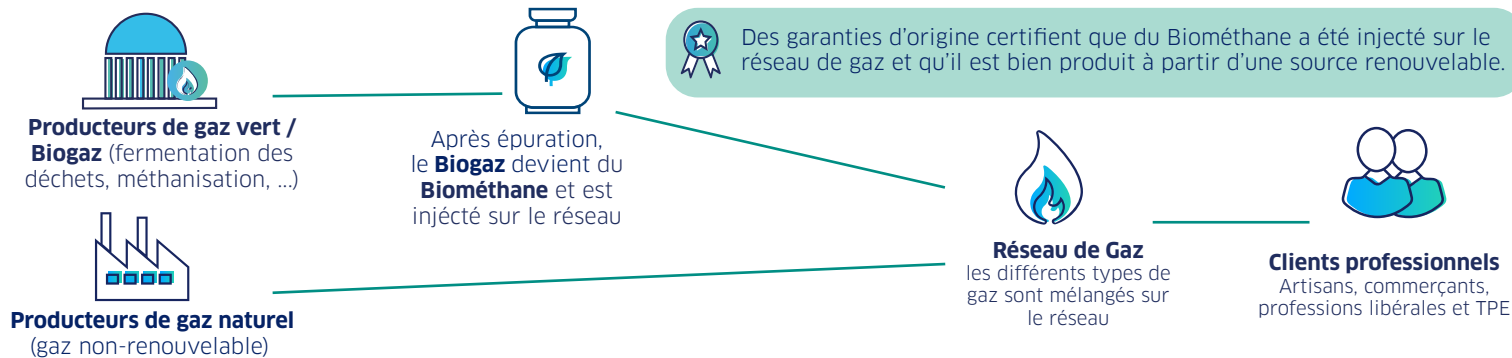 Des garanties d'origine certifient que du Biométhane a été injecté sur le
réseau de gaz et qu'il est bien produit à partir d'une source renouvelable.
Producteurs de gaz vert /
Biogaz (fermentation des
déchets, méthanisation, ...)
Après épuration,
le Biogaz devient du
Biométhane et est
injécté sur le réseau
Producteurs de gaz naturel
(gaz non-renouvelable)
Réseau de Gaz
les différents types de
gaz sont mélangés sur
le réseau
Clients professionnels
Artisans, commerçants,
professions libérales et TPE